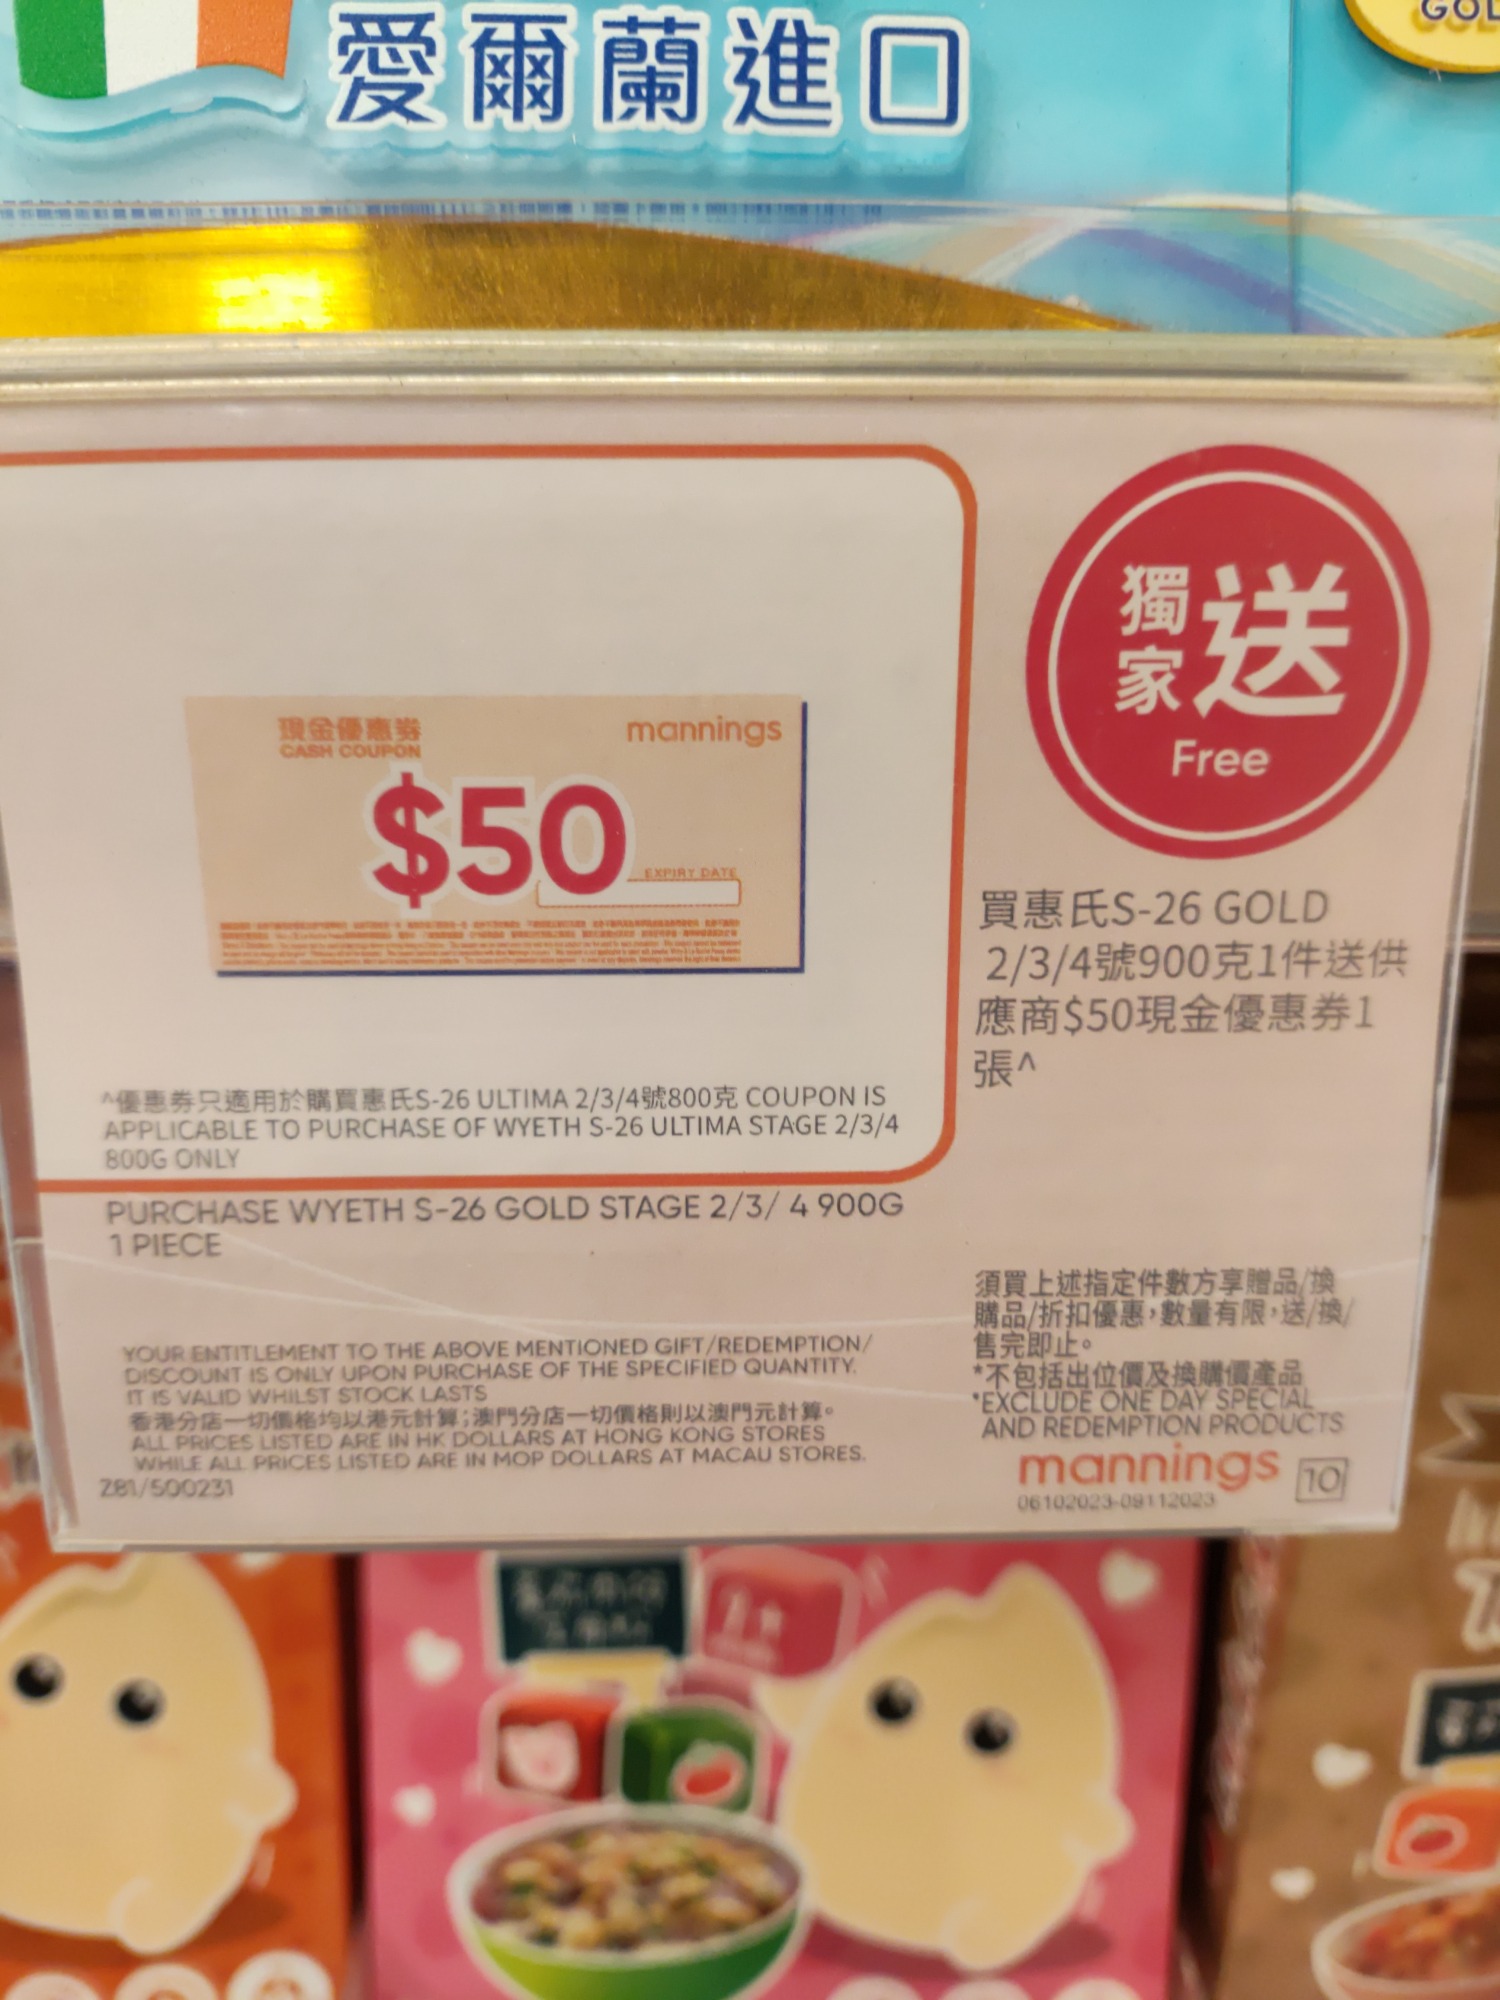 GOL
愛爾蘭進口
獨家送
Free
現金優惠券
CASH COUPON
mannings
$50
EXPIRY DATE
買惠氏S-26 GOLD
2/3/4號900克1件送供
應商$50現金優惠券1
張^
^優惠券只適用於購買惠氏S-26 ULTIMA 2/3/4號800克 COUPON IS
APPLICABLE TO PURCHASE OF WYETH S-26 ULTIMA STAGE 2/3/4
800G ONLY
PURCHASE WYETH S-26 GOLD STAGE 2/3/ 4 900G
1 PIECE
YOUR ENTITLEMENT TO THE ABOVE MENTIONED GIFT/REDEMPTION/
DISCOUNT IS ONLY UPON PURCHASE OF THE SPECIFIED QUANTITY.
IT IS VALID WHILST STOCK LASTS
香港分店一切價格均以港元計算;澳門分店一切價格則以澳門元計算。
ALL PRICES LISTED ARE IN HK DOLLARS AT HONG KONG STORES
WHILE ALL PRICES LISTED ARE IN MOP DOLLARS AT MACAU STORES.
Z81/500231
須買上述指定件數方享贈品/換
購品/折扣優惠，數量有限，送/換/
售完即止。
*不包括出位價及換購價產品
*EXCLUDE ONE DAY SPECIAL
AND REDEMPTION PRODUCTS
mannings 10
06102023-09112023